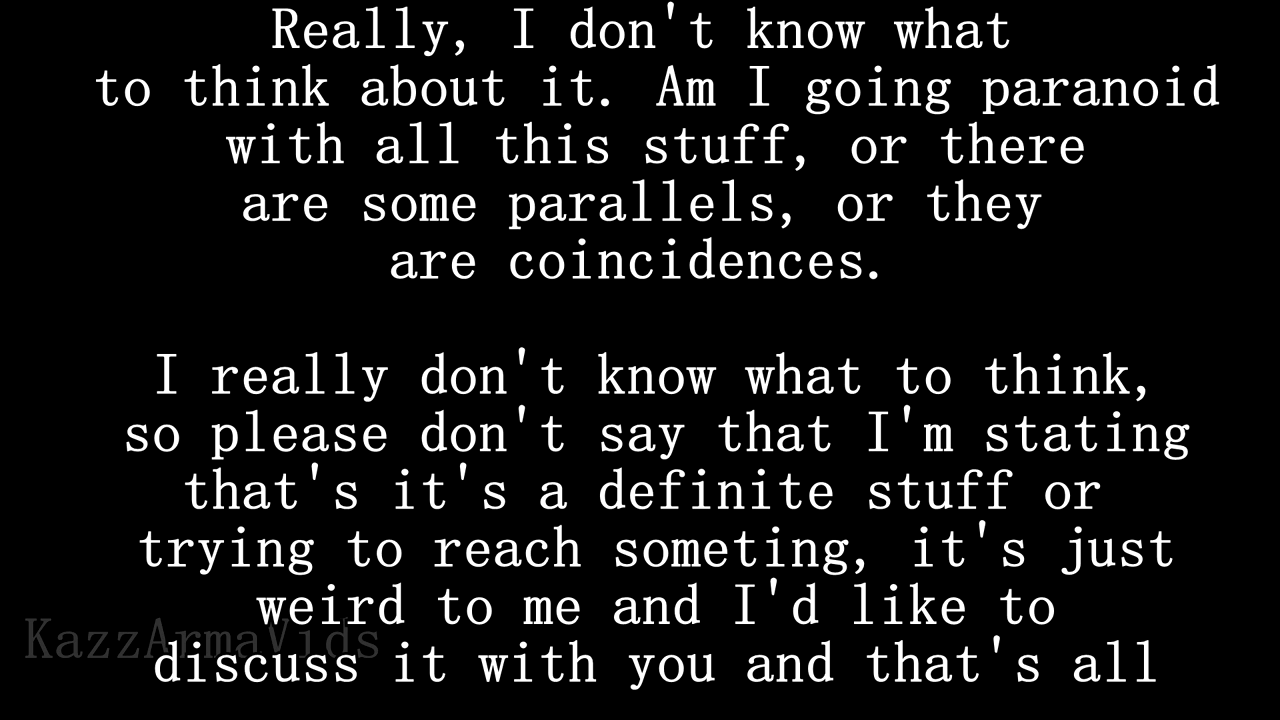 Really, I don't know what
to think about it. Am I going paranoid
with all this stuff, or there
are some parallels, or they
are coincidences.
I really don't know what to think,
so please don't say that I'm stating
that's it's a definite stuff or
trying to reach someting, it's just
weird to me and I'd like to
KazzArmaVids
discuss it with you and that's all